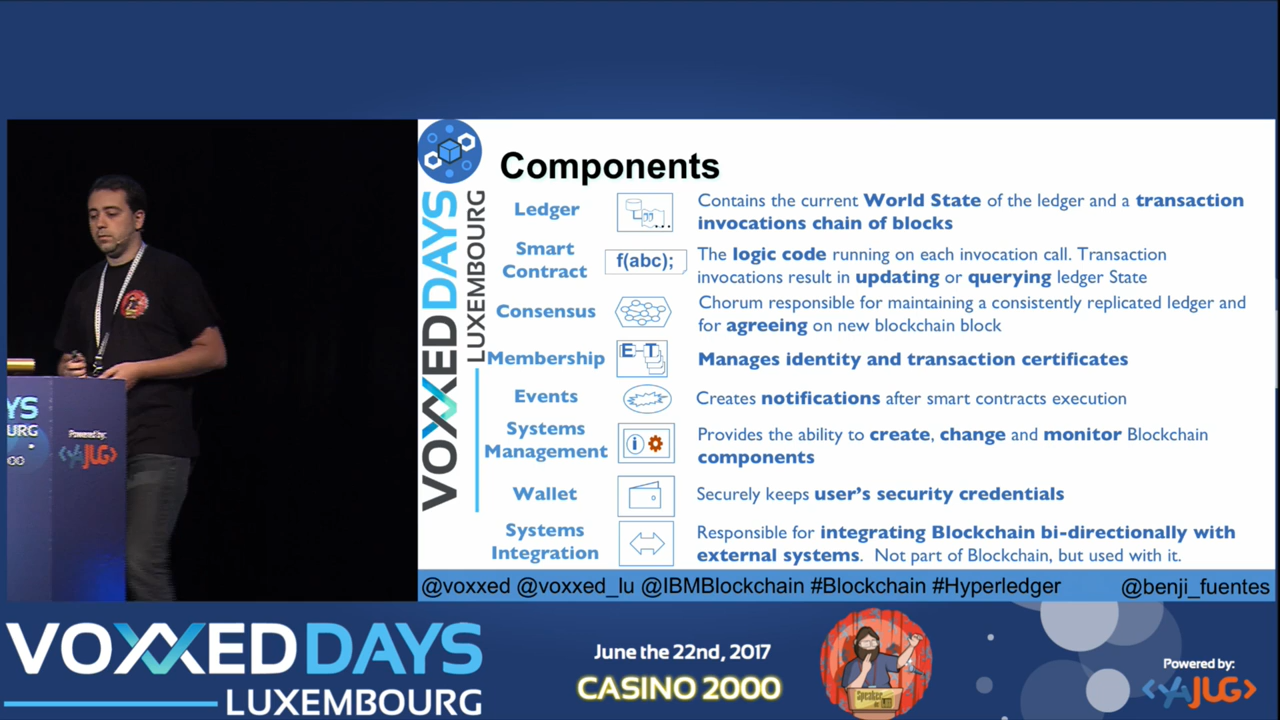 Components
Ledger
Contains the current World State of the ledger and a transaction
invocations chain of blocks
Smart
Contract
f(abc);
The logic code running on each invocation call. Transaction
invocations result in updating or querying ledger State
Consensus
Chorum responsible for maintaining a consistently replicated ledger and
for agreeing on new blockchain block
Membership
E
T
Manages identity and transaction certificates
Events
Creates notifications after smart contracts execution
Systems
Management
i
Provides the ability to create, change and monitor Blockchain
components
Wallet
Securely keeps user's security credentials
Systems
Integration
Responsible for integrating Blockchain bi-directionally with
external systems. Not part of Blockchain, but used with it.
VOXXED DAYS
LUXEMBOURG
@voxxed @voxxed_lu @IBMBlockchain #Blockchain #Hyperledger
@benji_fuentes
YS
URG
Powered by:
<YAJUG>
VOXXED DAYS
LUXEMBOURG
June the 22nd, 2017
CASINO 2000
Speaker
Powered by:
<YAJUG>